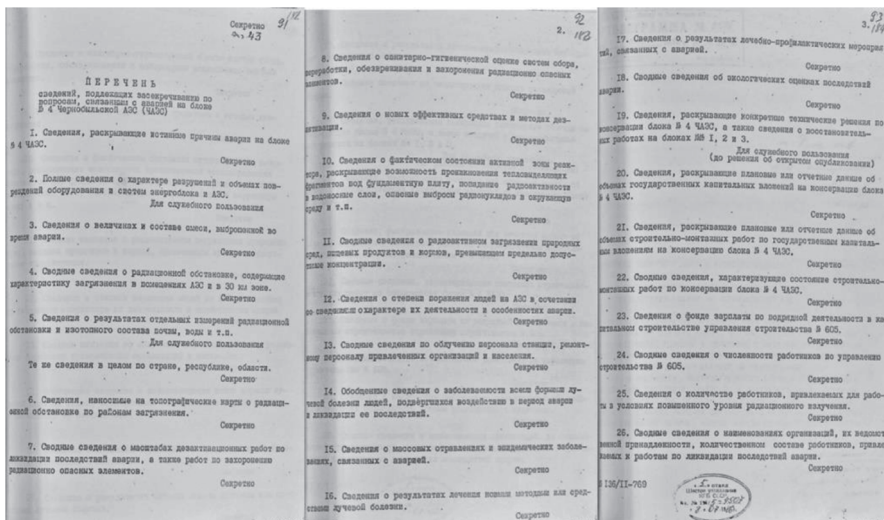 Секретно
экз. 43
91
П Е Р Е Ч Е Н Ь
сведений, подлежащих засекречиванию по
вопросам, связанным с аварией на блоке
№ 4 Чернобыльской АЭС (ЧАЭС)
I. Сведения, раскрывающие истинные причины аварии на блоке
№ 4 ЧАЭС.
Секретно
2. Полные сведения о характере разрушений и объемах пов-
реждений оборудования и систем энергоблока и АЭС.
Для служебного пользования
3. Сведения о величинах и составе смеси, выброшенной во
время аварии.
Секретно
4. Сводные сведения о радиационной обстановке, содержащие
характеристику загрязнения в помещениях АЭС и в 30 км зоне.
Секретно
5. Сведения о результатах отдельных измерений радиационной
обстановки и изотопного состава почвы, воды и т.п.
Для служебного пользования
Те же сведения в целом по стране, республике, области.
Секретно
6. Сведения, наносимые на топографические карты о радиаци-
онной обстановке по районам загрязнения.
Секретно
7. Сводные сведения о масштабах дезактивационных работ по
ликвидации последствий аварии, а также работ по захоронению
радиационно опасных элементов.
Секретно
92
2. 182
8. Сведения о санитарно-гигиенической оценке систем сбора,
переработки, обезвреживания и захоронения радиационно опасных
элементов.
Секретно
9. Сведения о новых эффективных средствах и методах дез-
активации.
Секретно
10. Сведения о фактическом состоянии активной зоны реак-
тора, раскрывающие возможность проникновения тепловыделяющих
фрагментов под фундаментную плиту, попадание радиоактивности
в водоносные слои, опасные выбросы радионуклидов в окружающую
среду и т.п.
Секретно
II. Сводные сведения о радиоактивном загрязнении природных
сред, пищевых продуктов и кормов, превышающем предельно допус-
тимые концентрации.
Секретно
12. Сведения о степени поражения людей на АЭС в сочетании
со сведениями о характере их деятельности и особенностях аварии.
Секретно
13. Сводные сведения по облучению персонала станции, ремонт-
ному персоналу привлеченных организаций и населения.
Секретно
14. Обобщенные сведения о заболеваемости всеми формами лу-
чевой болезни людей, подвергшихся воздействию в период аварии
и ликвидации ее последствий.
Секретно
15. Сведения о массовых отравлениях и эпидемических заболе-
ваниях, связанных с аварией.
Секретно
16. Сведения о результатах лечения новыми методами или сред-
ствами лучевой болезни.
Секретно
93
3.
17. Сведения о результатах лечебно-профилактических мероприя-
тий, связанных с аварией.
Секретно
18. Сводные сведения об экологических оценках последствий
аварии.
Секретно
19. Сведения, раскрывающие конкретные технические решения по
консервации блока № 4 ЧАЭС, а также сведения о восстановитель-
ных работах на блоках №№ I, 2 и 3.
Для служебного пользования
(до решения об открытом опубликовании)
20. Сведения, раскрывающие плановые или отчетные данные об
объемах государственных капитальных вложений на консервацию блока
№ 4 ЧАЭС.
Секретно
21. Сведения, раскрывающие плановые или отчетные данные об
объемах строительно-монтажных работ по государственным капиталь-
ным вложениям на консервацию блока № 4 ЧАЭС.
Секретно
22. Сводные сведения, характеризующие состояние строительно-
монтажных работ по консервации блока № 4 ЧАЭС.
Секретно
23. Сведения о фонде зарплаты по подрядной деятельности в ка-
питальном строительстве управления строительства № 605.
Секретно
24. Сводные сведения о численности работников по управлению
строительства № 605.
Секретно
25. Сведения о количестве работников, привлекаемых для рабо-
ты в условиях повышенного уровня радиационного излучения.
Секретно
26. Сводные сведения о наименованиях организаций, их ведомст-
венной принадлежности, количественном составе работников, привле-
каемых к работам по ликвидации последствий аварии.
Секретно
136/II-769